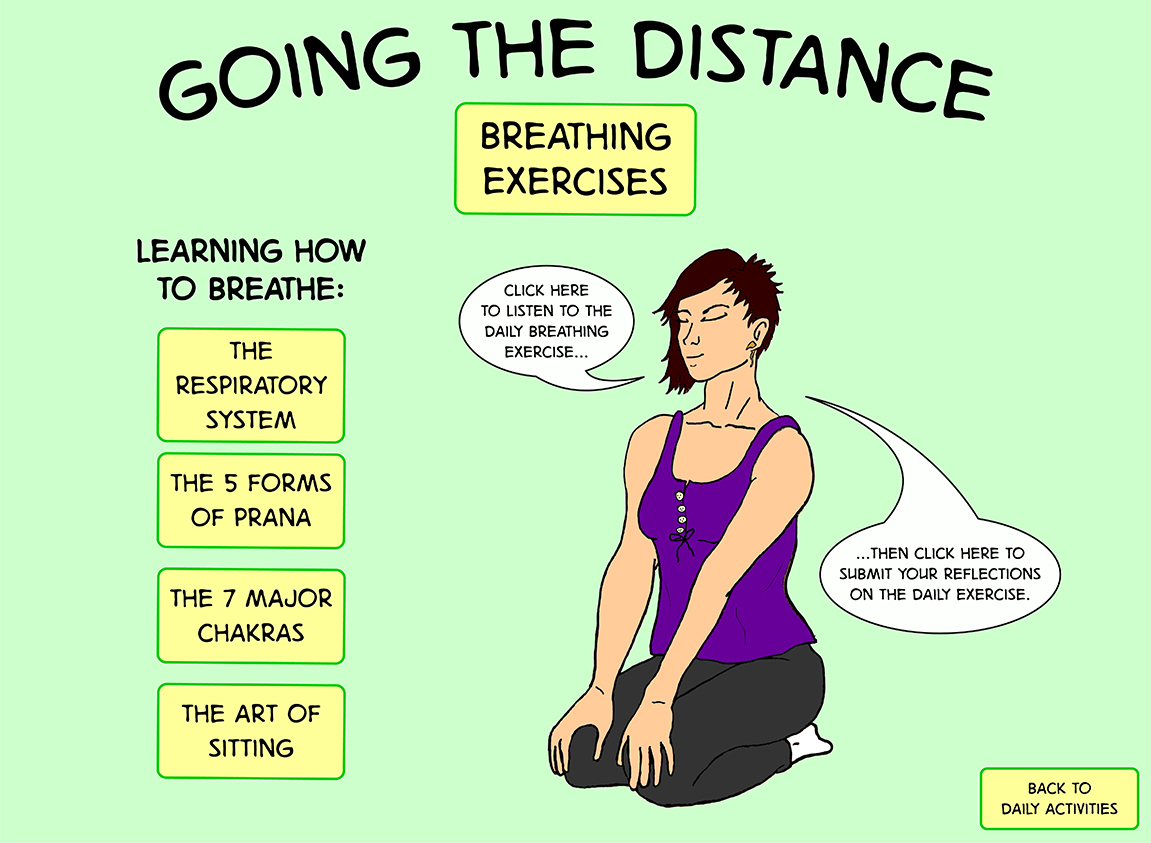 GOING THE DISTANCE
BREATHING
EXERCISES
LEARNING HOW
TO BREATHE:
THE
RESPIRATORY
SYSTEM
THE 5 FORMS
OF PRANA
THE 7 MAJOR
CHAKRAS
THE ART OF
SITTING
CLICK HERE
TO LISTEN TO THE
DAILY BREATHING
EXERCISE...
...THEN CLICK HERE TO
SUBMIT YOUR REFLECTIONS
ON THE DAILY EXERCISE.
BACK TO
DAILY ACTIVITIES